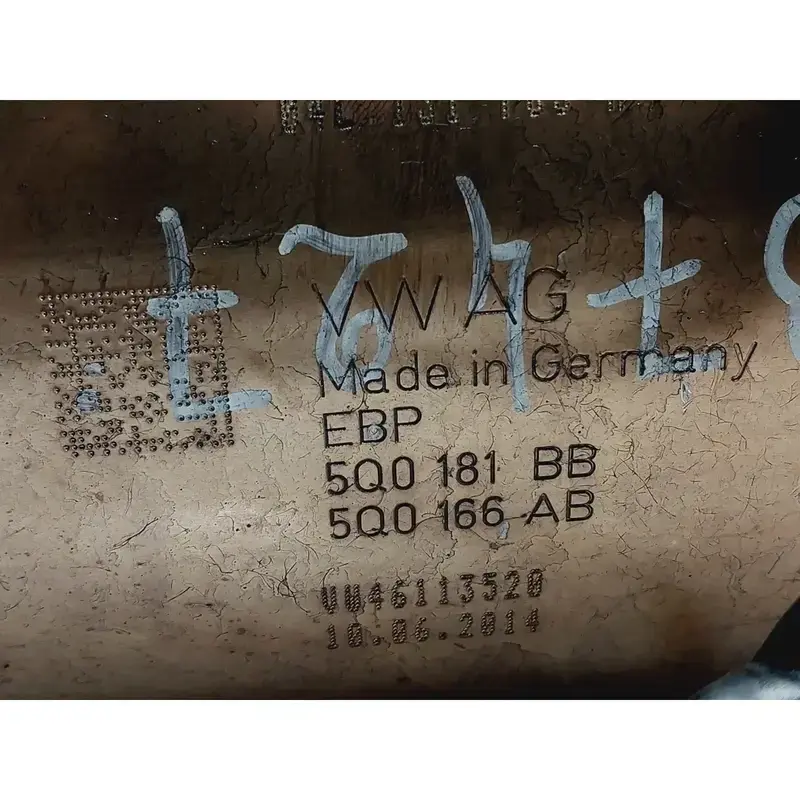 VW AG
Made in Germany
EBP
5Q0 181 BB
5Q0 166 AB
VW46113520
10.06.2014